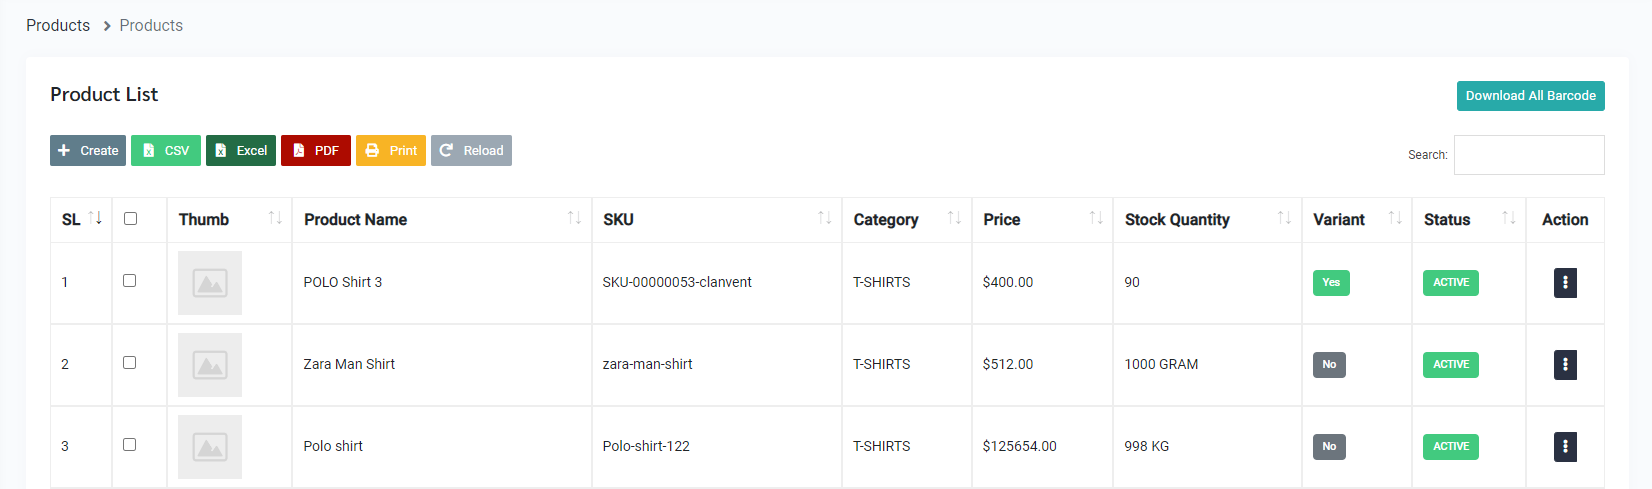 Products > Products
Product List
Download All Barcode
Create CSV Excel PDF Print Reload
Search:
SL Thumb Product Name SKU Category Price Stock Quantity Variant Status Action
1 POLO Shirt 3 SKU-00000053-clanvent T-SHIRTS $400.00 90 Yes ACTIVE
2 Zara Man Shirt zara-man-shirt T-SHIRTS $512.00 1000 GRAM No ACTIVE
3 Polo shirt Polo-shirt-122 T-SHIRTS $125654.00 998 KG No ACTIVE